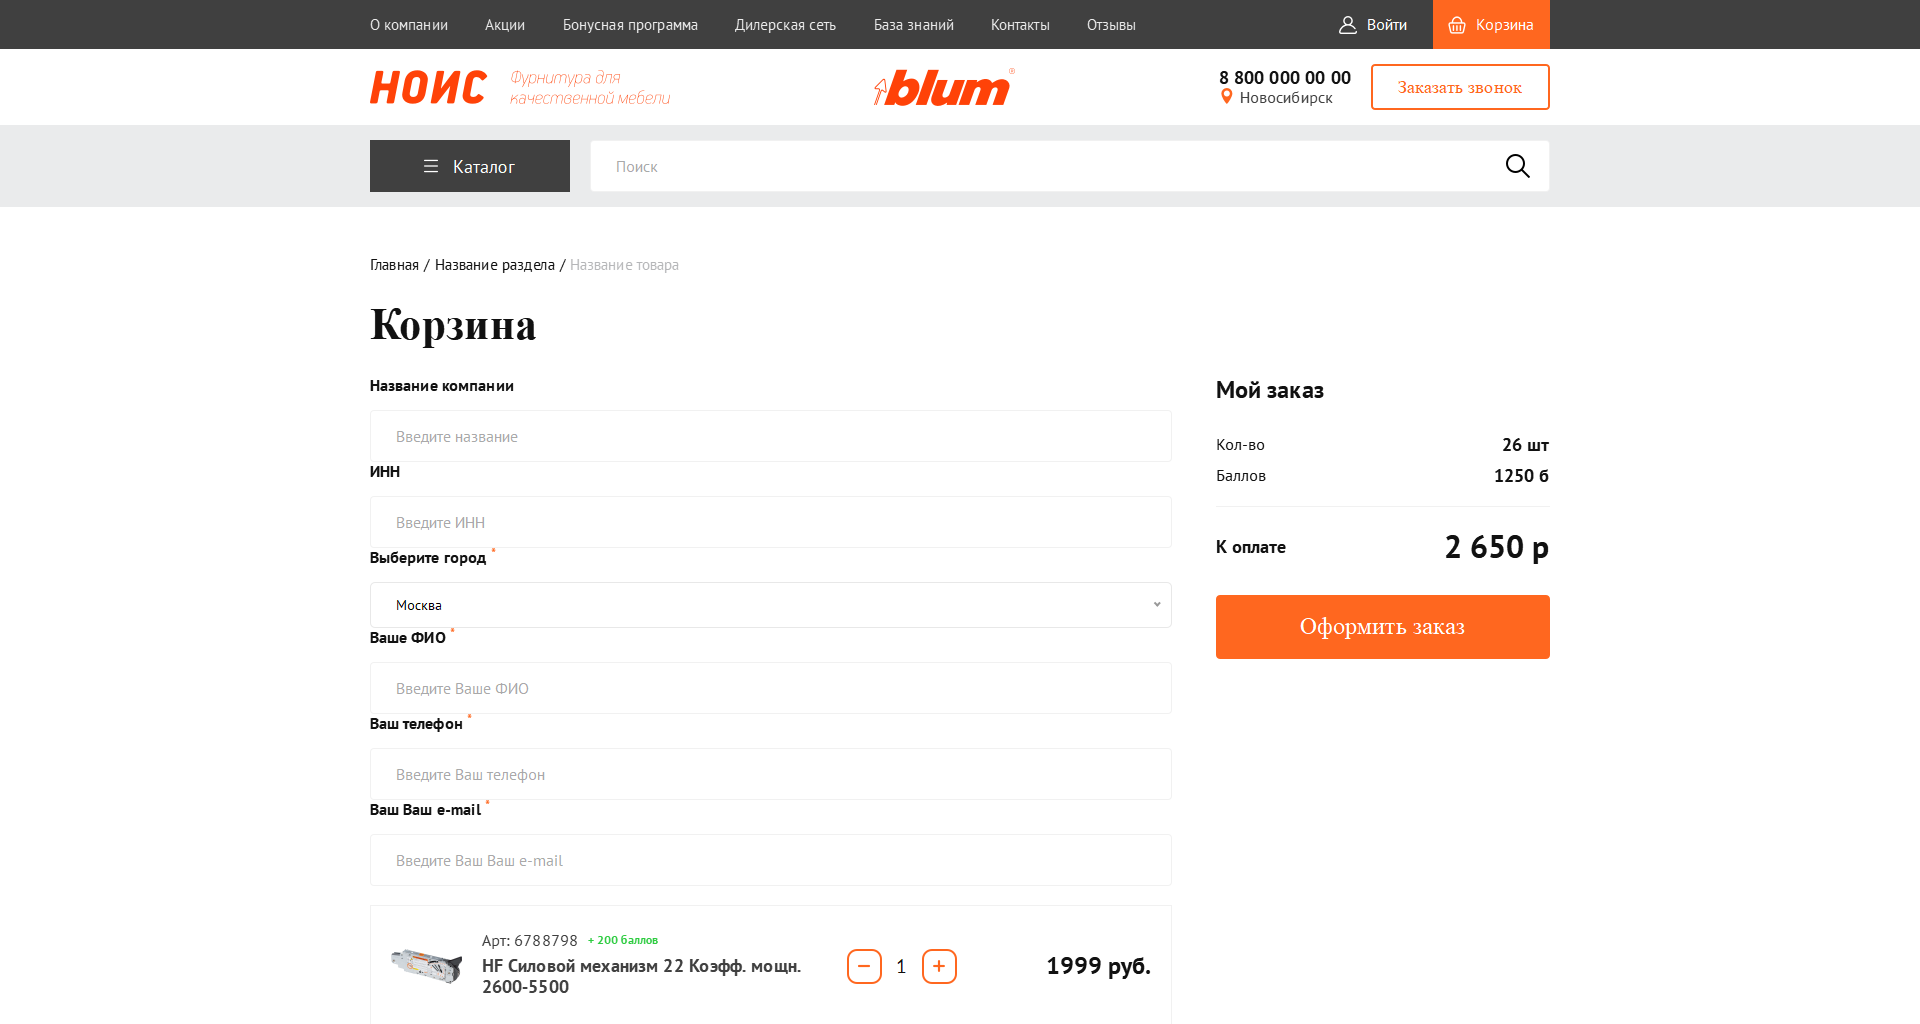 О компании Акции Бонусная программа Дилерская сеть База знаний Контакты Отзывы Войти Корзина
НОИС Фурнитура для
качественной мебели
blum®
8 800 000 00 00
Новосибирск
Заказать звонок
Каталог
Поиск
Главная / Название раздела / Название товара
Корзина
Название компании
Введите название
ИНН
Введите ИНН
Выберите город *
Москва
Ваше ФИО *
Введите Ваше ФИО
Ваш телефон *
Введите Ваш телефон
Ваш Ваш e-mail *
Введите Ваш Ваш e-mail
Мой заказ
Кол-во 26 шт
Баллов 1250 б
К оплате 2 650 р
Оформить заказ
Арт: 6788798 + 200 баллов
HF Силовой механизм 22 Коэфф. мощн.
2600-5500
− 1 +
1999 руб.